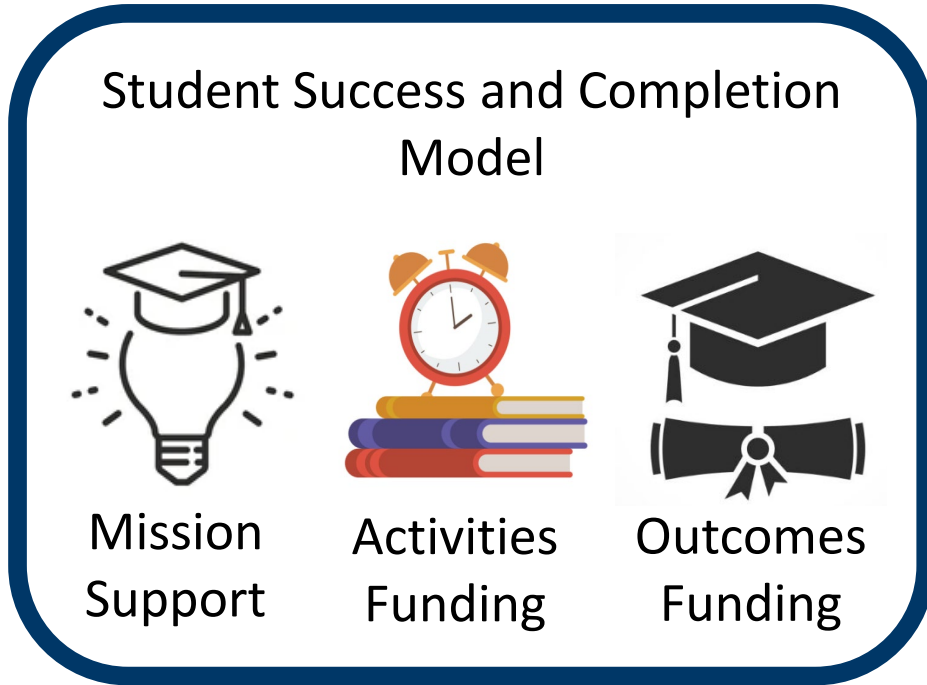 Student Success and Completion
Model
Mission
Support
Activities
Funding
Outcomes
Funding